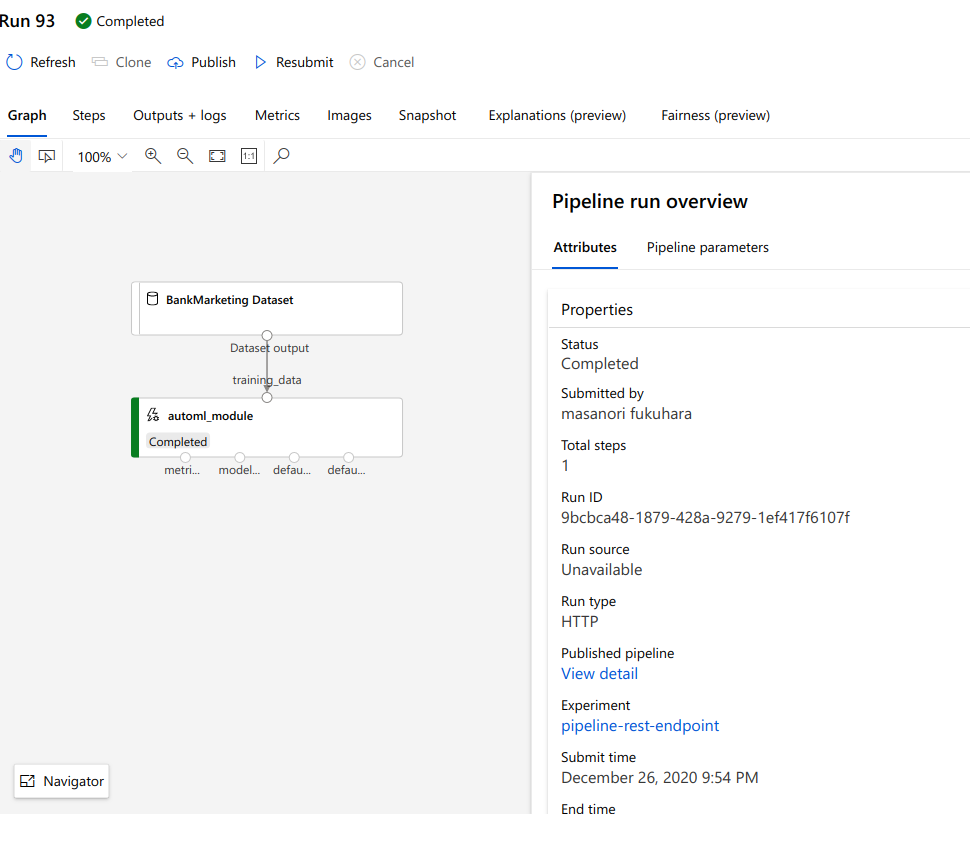 Run 93 Completed
Refresh Clone Publish Resubmit Cancel
Graph Steps Outputs + logs Metrics Images Snapshot Explanations (preview) Fairness (preview)
100% 1:1
BankMarketing Dataset
Dataset output
training_data
automl_module
Completed
metri... model... defau... defau...
Navigator
Pipeline run overview
Attributes Pipeline parameters
Properties
Status
Completed
Submitted by
masanori fukuhara
Total steps
1
Run ID
9bcbca48-1879-428a-9279-1ef417f6107f
Run source
Unavailable
Run type
HTTP
Published pipeline
View detail
Experiment
pipeline-rest-endpoint
Submit time
December 26, 2020 9:54 PM
End time